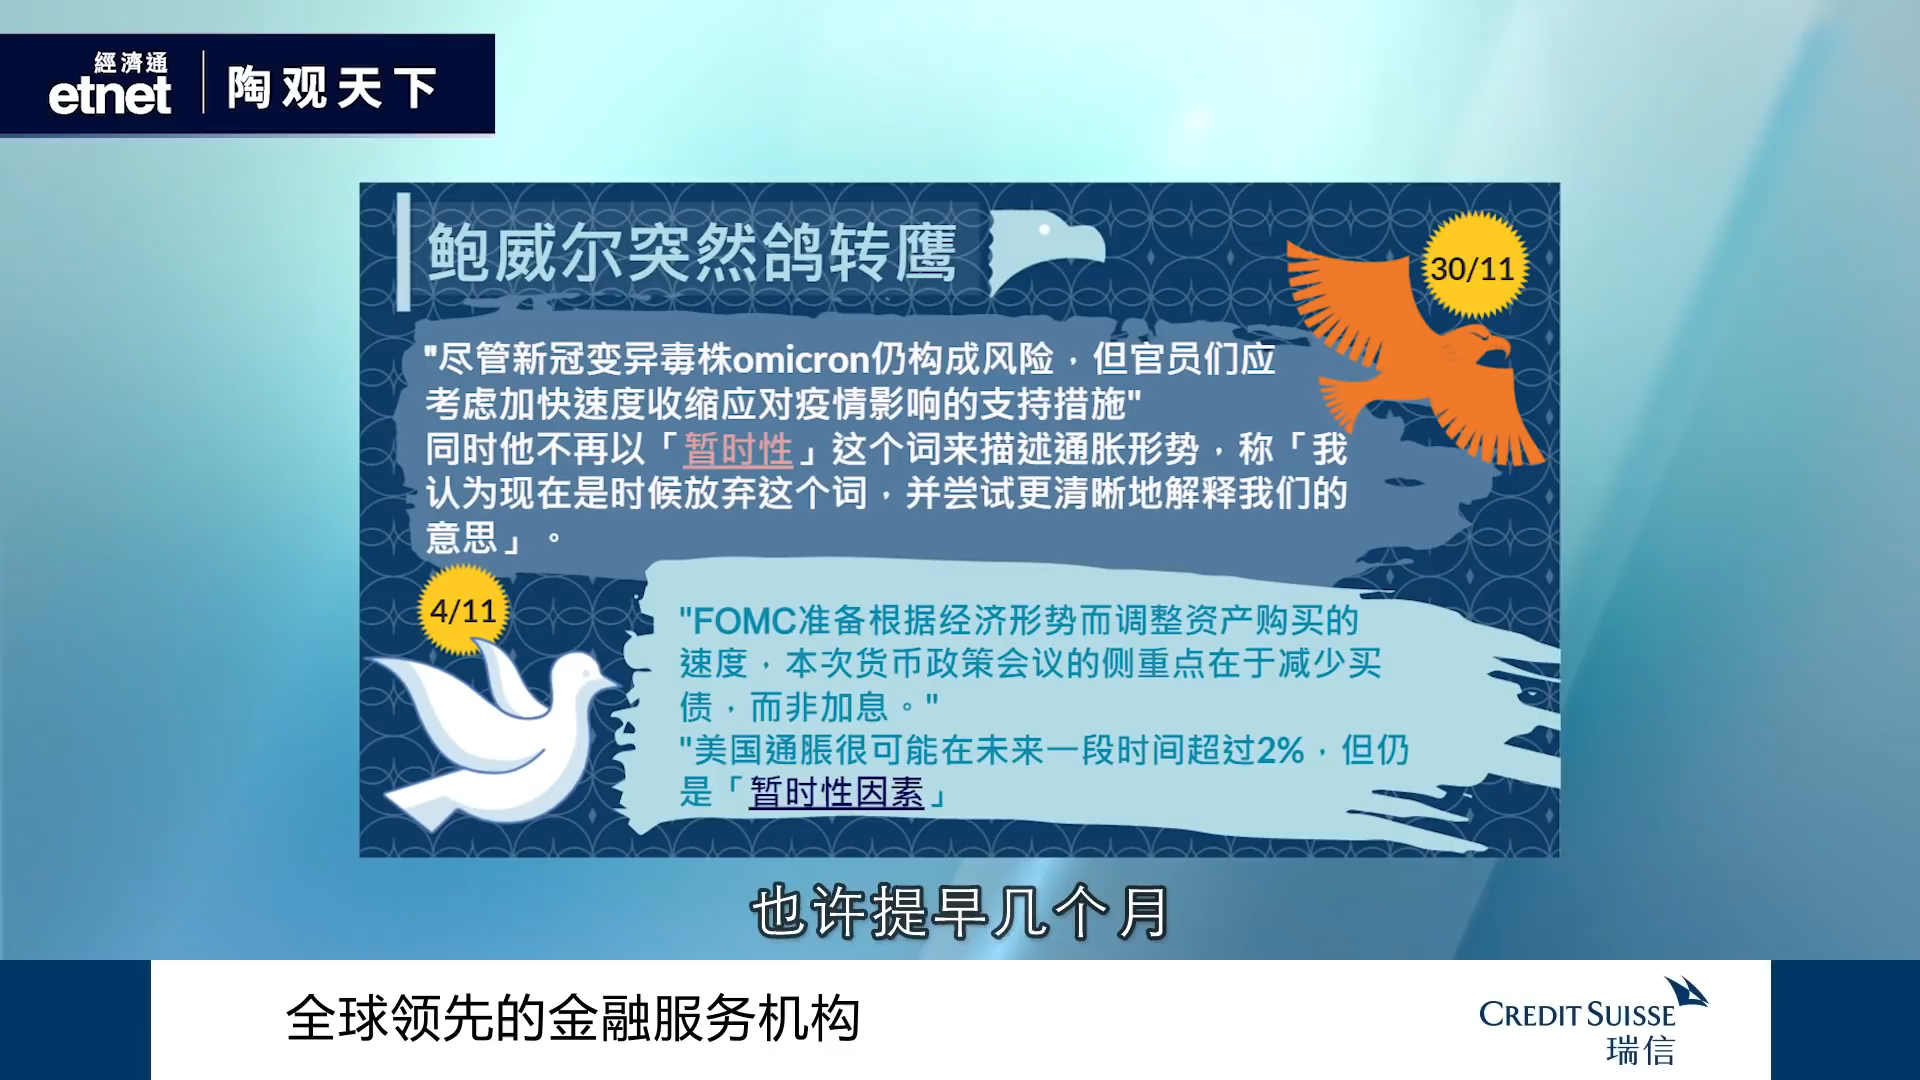 經濟通
etnet
陶观天下
鲍威尔突然鸽转鹰
30/11
"尽管新冠变异毒株omicron仍构成风险，但官员们应
考虑加快速度收缩应对疫情影响的支持措施"
同时他不再以「暂时性」这个词来描述通胀形势，称「我
认为现在是时候放弃这个词，并尝试更清晰地解释我们的
意思」。
4/11
"FOMC准备根据经济形势而调整资产购买的
速度，本次货币政策会议的侧重点在于减少买
债，而非加息。"
"美国通脹很可能在未来一段时间超过2%，但仍
是「暂时性因素」
也许提早几个月
全球领先的金融服务机构
CREDIT SUISSE
瑞信